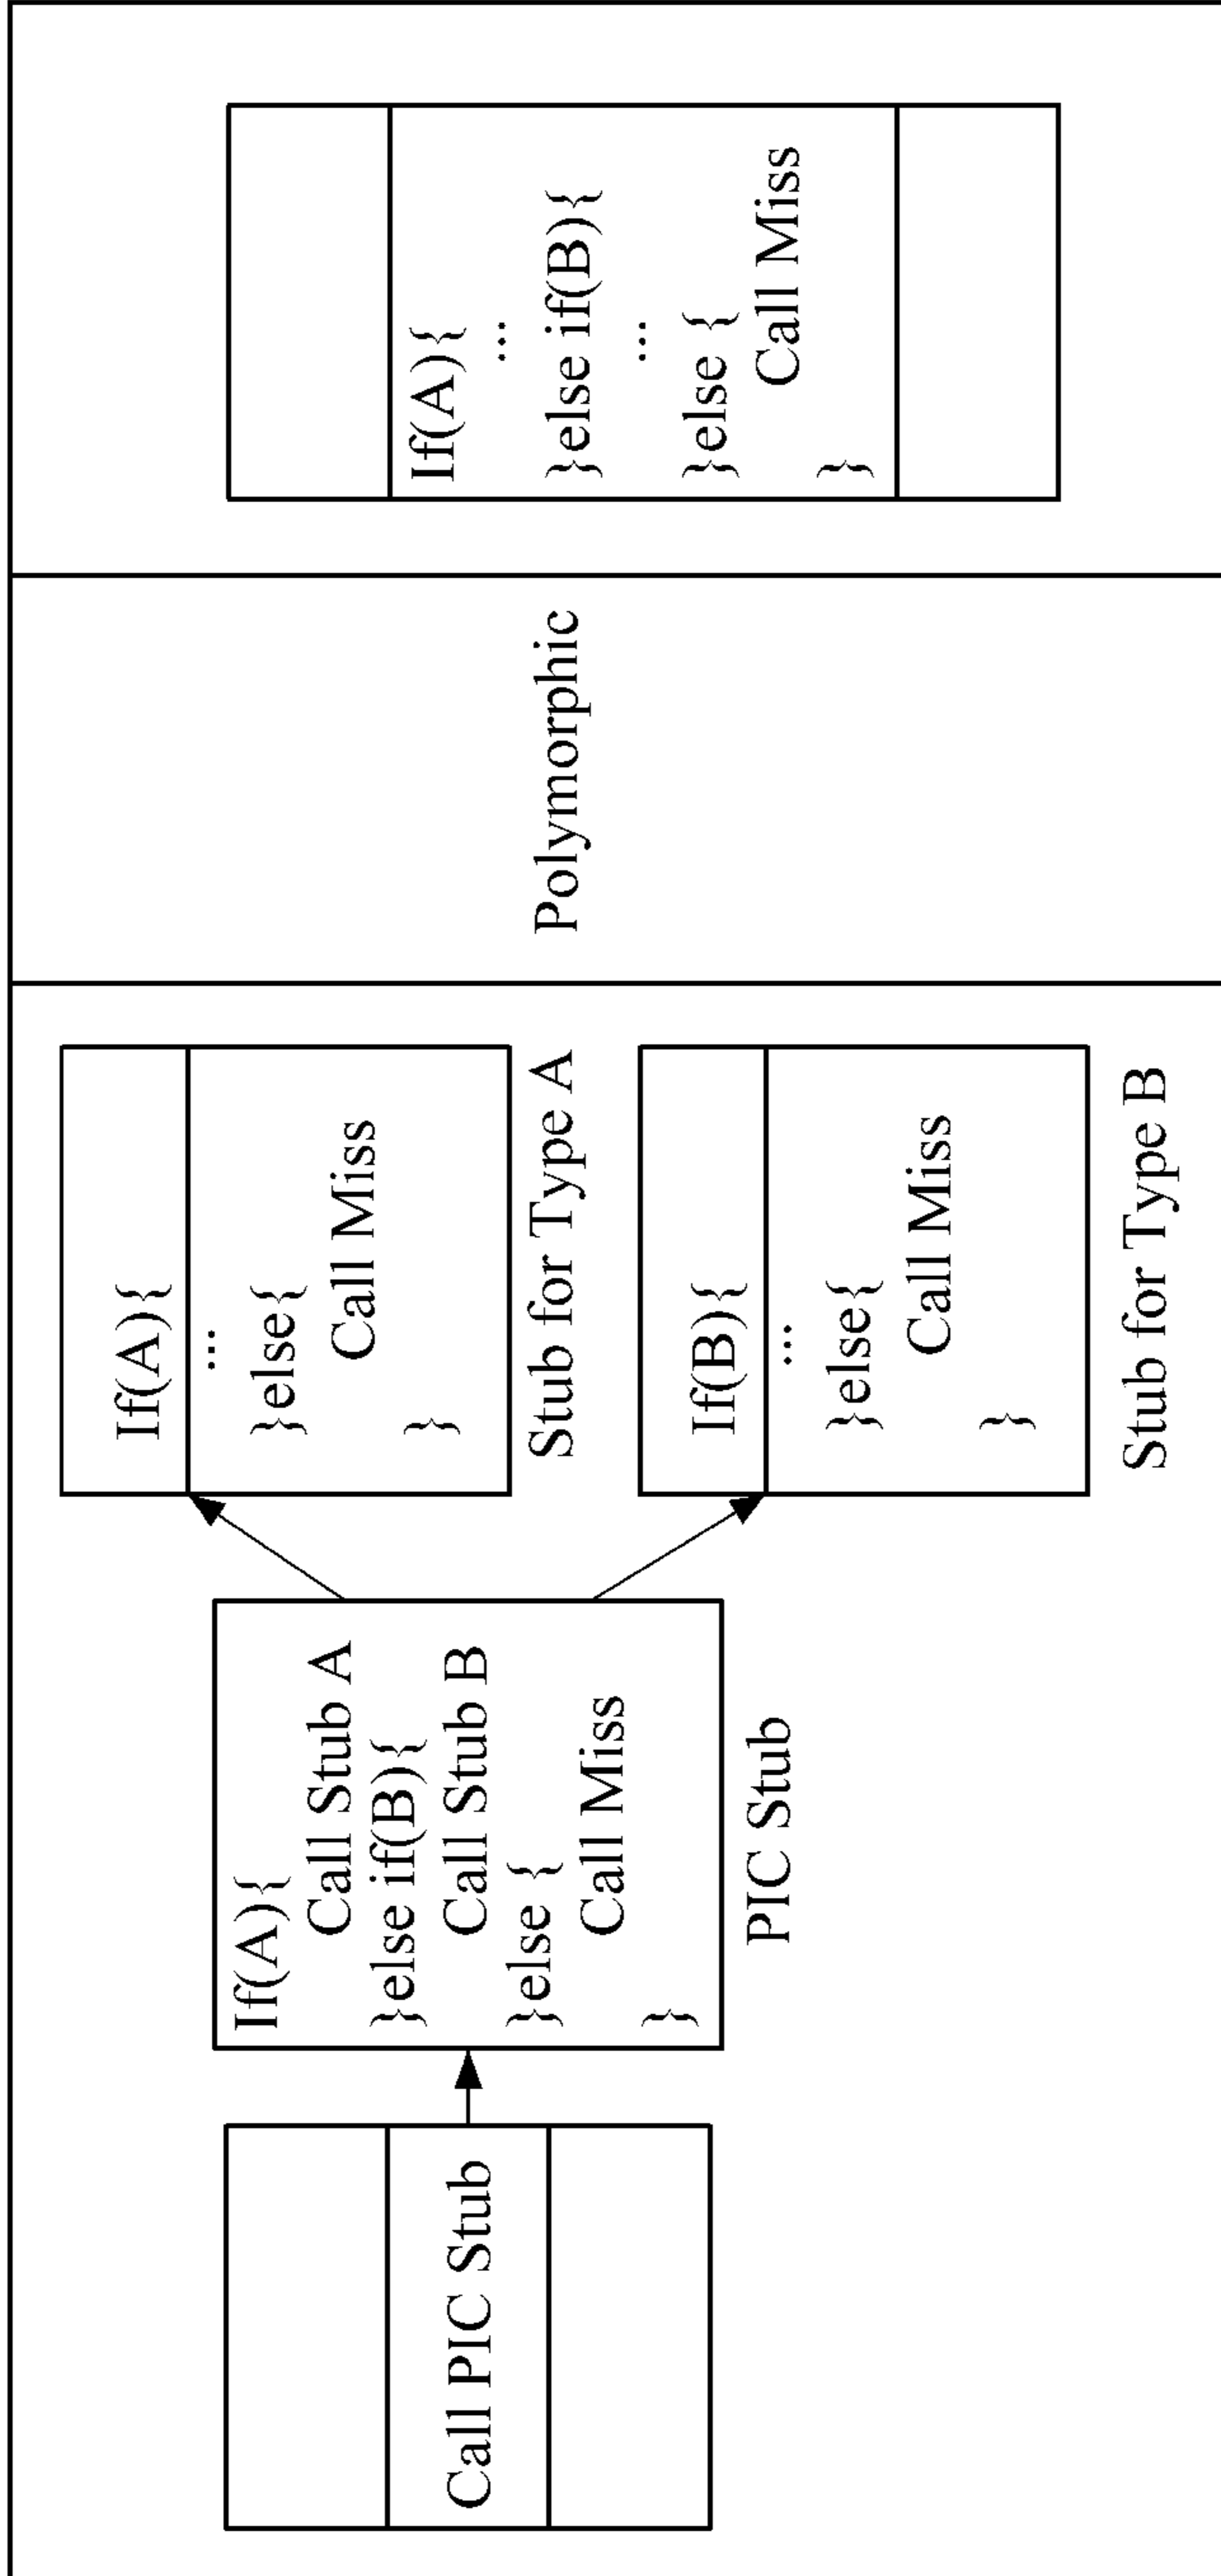 Call PIC Stub
If(A){
Call Stub A
}else if(B){
Call Stub B
}else {
Call Miss
}
PIC Stub
If(A){
...
}else{
Call Miss
}
Stub for Type A
If(B){
...
}else{
Call Miss
}
Stub for Type B
Polymorphic
If(A){
...
}else if(B){
...
}else {
Call Miss
}